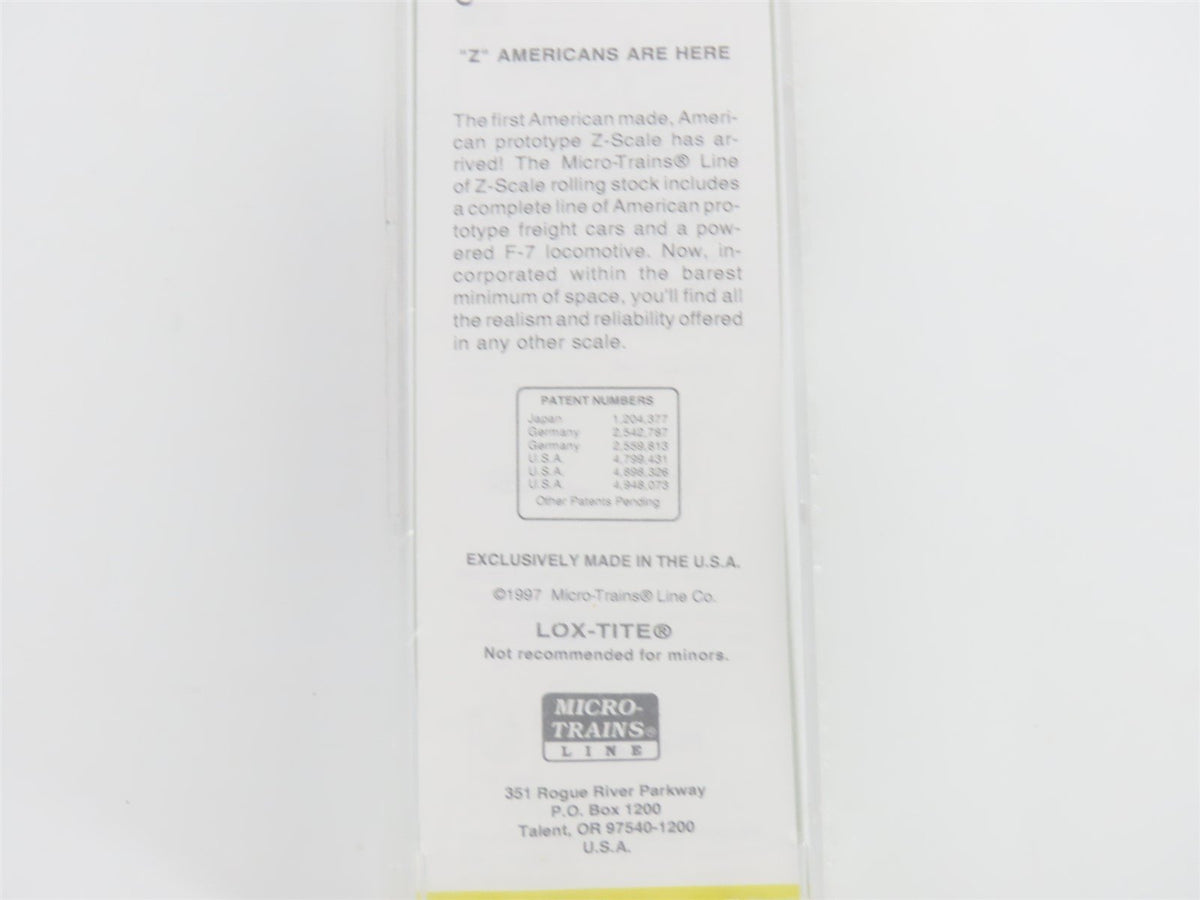 "Z" AMERICANS ARE HERE
The first American made, Ameri-
can prototype Z-Scale has ar-
rived! The Micro-Trains® Line
of Z-Scale rolling stock includes
a complete line of American pro-
totype freight cars and a pow-
ered F-7 locomotive. Now, in-
corporated within the barest
minimum of space, you'll find all
the realism and reliability offered
in any other scale.
PATENT NUMBERS
Japan 1,204,377
Germany 2,542,787
Germany 2,559,813
U.S.A. 4,799,431
U.S.A. 4,898,326
U.S.A. 4,948,073
Other Patents Pending
EXCLUSIVELY MADE IN THE U.S.A.
©1997 Micro-Trains® Line Co.
LOX-TITE®
Not recommended for minors.
MICRO-
TRAINS®
LINE
351 Rogue River Parkway
P.O. Box 1200
Talent, OR 97540-1200
U.S.A.